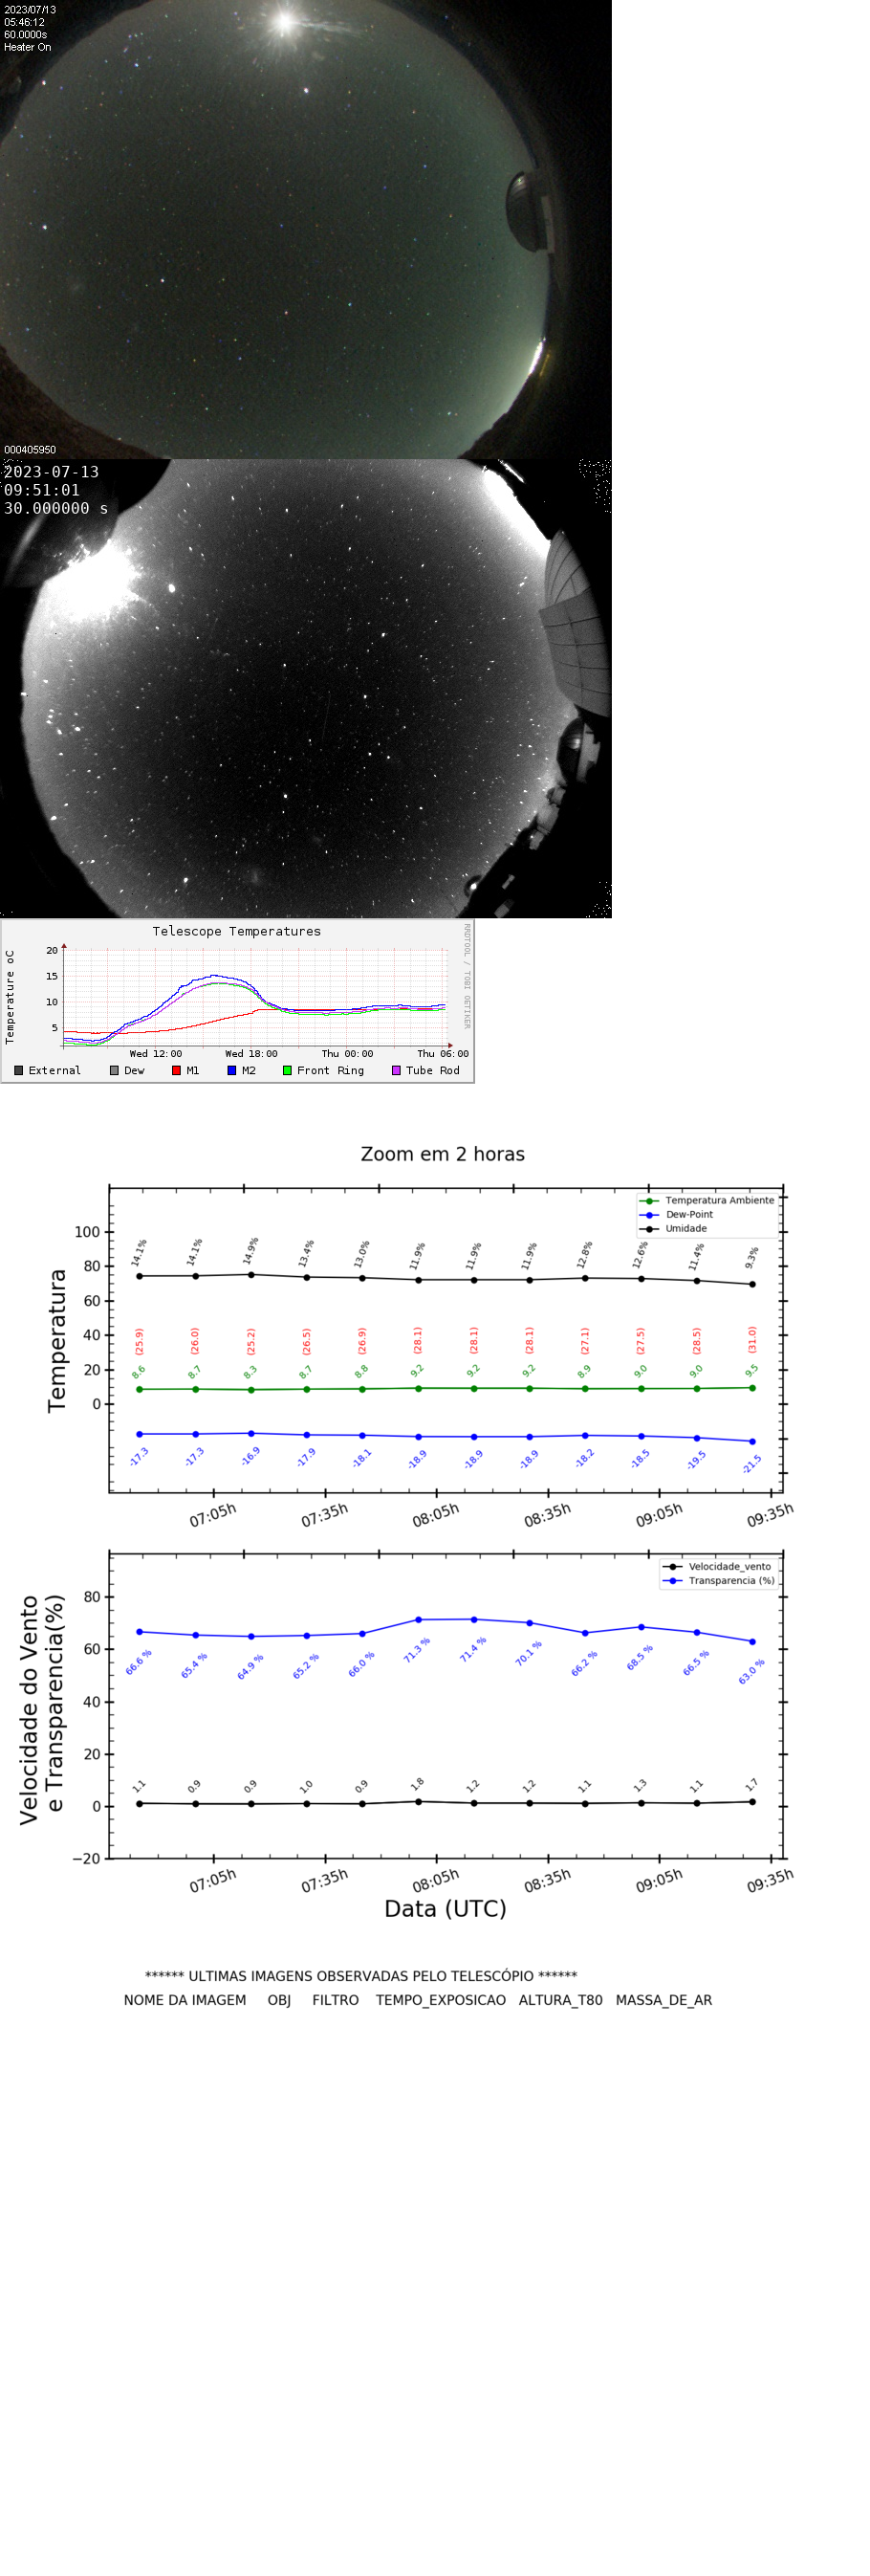 2023/07/13
05:46:12
60.0000s
Heater On
000405950
2023-07-13
09:51:01
30.000000 s
Telescope Temperatures
Temperature oC
RRDTOOL / TOBI OETIKER
20
15
10
5
Wed 12:00 Wed 18:00 Thu 00:00 Thu 06:00
External Dew M1 M2 Front Ring Tube Rod
Zoom em 2 horas
Temperatura
Temperatura Ambiente
Dew-Point
Umidade
100
80
60
40
20
0
14.1% 14.1% 14.9% 13.4% 13.0% 11.9% 11.9% 11.9% 12.8% 12.6% 11.4% 9.3%
(25.9) (26.0) (25.2) (26.5) (26.9) (28.1) (28.1) (28.1) (27.1) (27.5) (28.5) (31.0)
8.6 8.7 8.3 8.7 8.8 9.2 9.2 9.2 8.9 9.0 9.0 9.5
-17.3 -17.3 -16.9 -17.9 -18.1 -18.9 -18.9 -18.9 -18.2 -18.5 -19.5 -21.5
07:05h 07:35h 08:05h 08:35h 09:05h 09:35h
Velocidade do Vento
e Transparencia(%)
Velocidade_vento
Transparencia (%)
80
60
40
20
0
−20
66.6 % 65.4 % 64.9 % 65.2 % 66.0 % 71.3 % 71.4 % 70.1 % 66.2 % 68.5 % 66.5 % 63.0 %
1.1 0.9 0.9 1.0 0.9 1.8 1.2 1.2 1.1 1.3 1.1 1.7
07:05h 07:35h 08:05h 08:35h 09:05h 09:35h
Data (UTC)
****** ULTIMAS IMAGENS OBSERVADAS PELO TELESCÓPIO ******
NOME DA IMAGEM OBJ FILTRO TEMPO_EXPOSICAO ALTURA_T80 MASSA_DE_AR